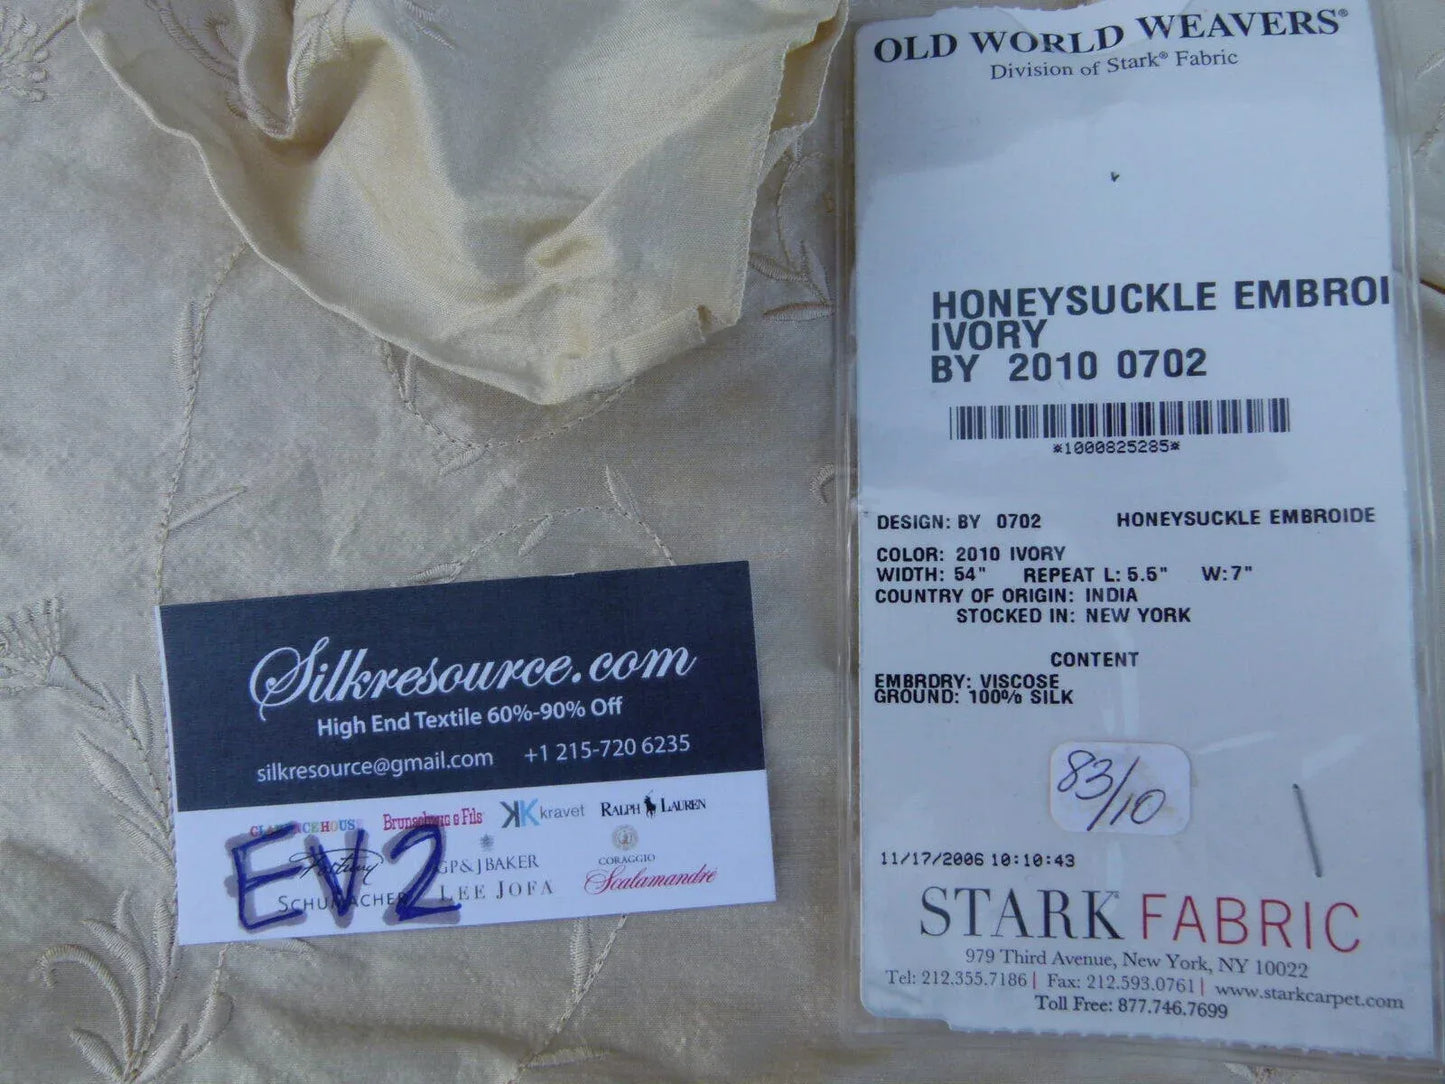 OLD WORLD WEAVERS®
Division of Stark® Fabric
HONEYSUCKLE EMBROI
IVORY
BY 2010 0702
*1000825285*
DESIGN: BY 0702 HONEYSUCKLE EMBROIDE
COLOR: 2010 IVORY
WIDTH: 54" REPEAT L: 5.5" W:7"
COUNTRY OF ORIGIN: INDIA
STOCKED IN: NEW YORK
CONTENT
EMBRDRY: VISCOSE
GROUND: 100% SILK
83/10
11/17/2006 10:10:43
STARK FABRIC
979 Third Avenue, New York, NY 10022
Tel: 212.355.7186 | Fax: 212.593.0761 | www.starkcarpet.com
Toll Free: 877.746.7699
Silkresource.com
High End Textile 60%-90% Off
silkresource@gmail.com +1 215-720 6235
CLARENCEHOUSE Brunschwig & Fils kravet RALPH LAUREN
Fortuny GP&JBAKER CORAGGIO
SCHUMACHER LEE JOFA Scalamandré
EV2